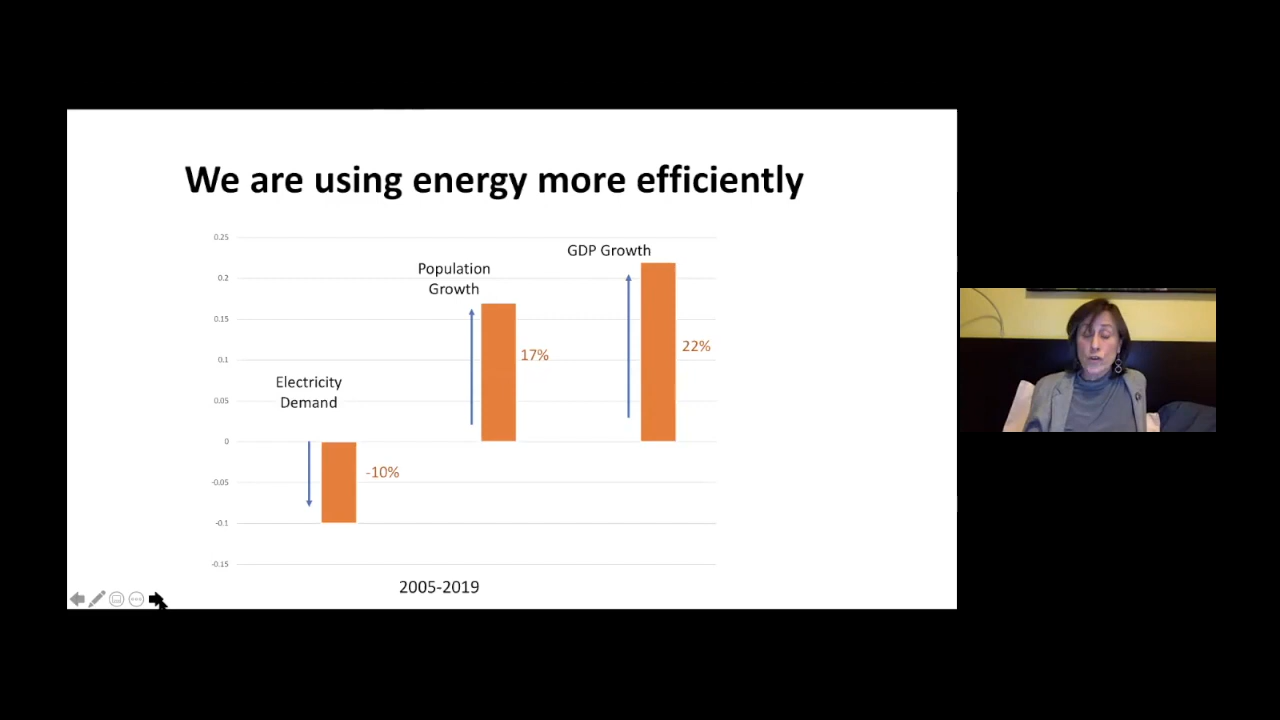 We are using energy more efficiently
0.25
0.2
0.15
0.1
0.05
0
-0.05
-0.1
-0.15
Electricity
Demand
-10%
Population
Growth
17%
GDP Growth
22%
2005-2019